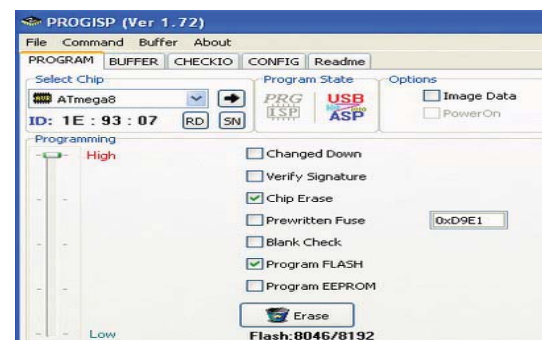 PROGISP (Ver 1.72)
File Command Buffer About
PROGRAM BUFFER CHECKIO CONFIG Readme
Select Chip Program State Options
ATmega8 PRG ISP USB ASP Image Data
PowerOn
ID: 1E : 93 : 07 RD SN
Programming
High Changed Down
Verify Signature
Chip Erase
Prewritten Fuse 0xD9E1
Blank Check
Program FLASH
Program EEPROM
Erase
Low Flash:8046/8192